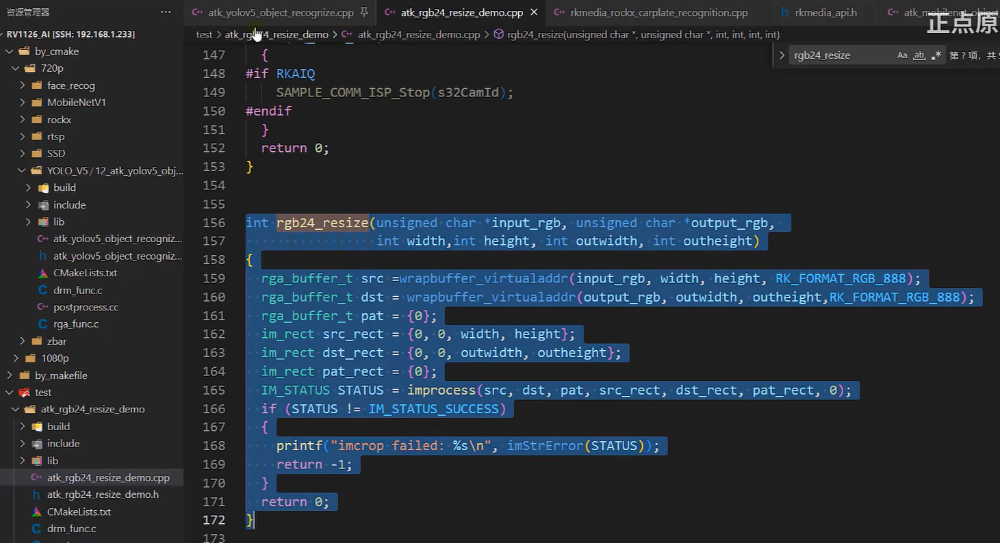 资源管理器
RV1126_AI [SSH: 192.168.1.233]
by_cmake
720p
face_recog
MobileNetV1
rockx
rtsp
SSD
YOLO_V5 / 12_atk_yolov5_obj...
build
include
lib
atk_yolov5_object_recogniz...
atk_yolov5_object_recogniz...
CMakeLists.txt
drm_func.c
postprocess.cc
rga_func.c
zbar
1080p
by_makefile
test
atk_rgb24_resize_demo
build
include
lib
atk_rgb24_resize_demo.cpp
atk_rgb24_resize_demo.h
CMakeLists.txt
drm_func.c
atk_yolov5_object_recognize.cpp
atk_rgb24_resize_demo.cpp
rkmedia_rockx_carplate_recognition.cpp
rkmedia_api.h
atk_mobilenet_object
正点原
test > atk_rgb24_resize_demo > atk_rgb24_resize_demo.cpp > rgb24_resize(unsigned char *, unsigned char *, int, int, int, int)
rgb24_resize Aa ab .* 第 ? 项, 共
147 {
148 #if RKAIQ
149 SAMPLE_COMM_ISP_Stop(s32CamId);
150 #endif
151 }
152 return 0;
153 }
154
155
156 int rgb24_resize(unsigned char *input_rgb, unsigned char *output_rgb,
157 int width,int height, int outwidth, int outheight)
158 {
159 rga_buffer_t src =wrapbuffer_virtualaddr(input_rgb, width, height, RK_FORMAT_RGB_888);
160 rga_buffer_t dst = wrapbuffer_virtualaddr(output_rgb, outwidth, outheight,RK_FORMAT_RGB_888);
161 rga_buffer_t pat = {0};
162 im_rect src_rect = {0, 0, width, height};
163 im_rect dst_rect = {0, 0, outwidth, outheight};
164 im_rect pat_rect = {0};
165 IM_STATUS STATUS = improcess(src, dst, pat, src_rect, dst_rect, pat_rect, 0);
166 if (STATUS != IM_STATUS_SUCCESS)
167 {
168 printf("imcrop failed: %s\n", imStrError(STATUS));
169 return -1;
170 }
171 return 0;
172 }
173